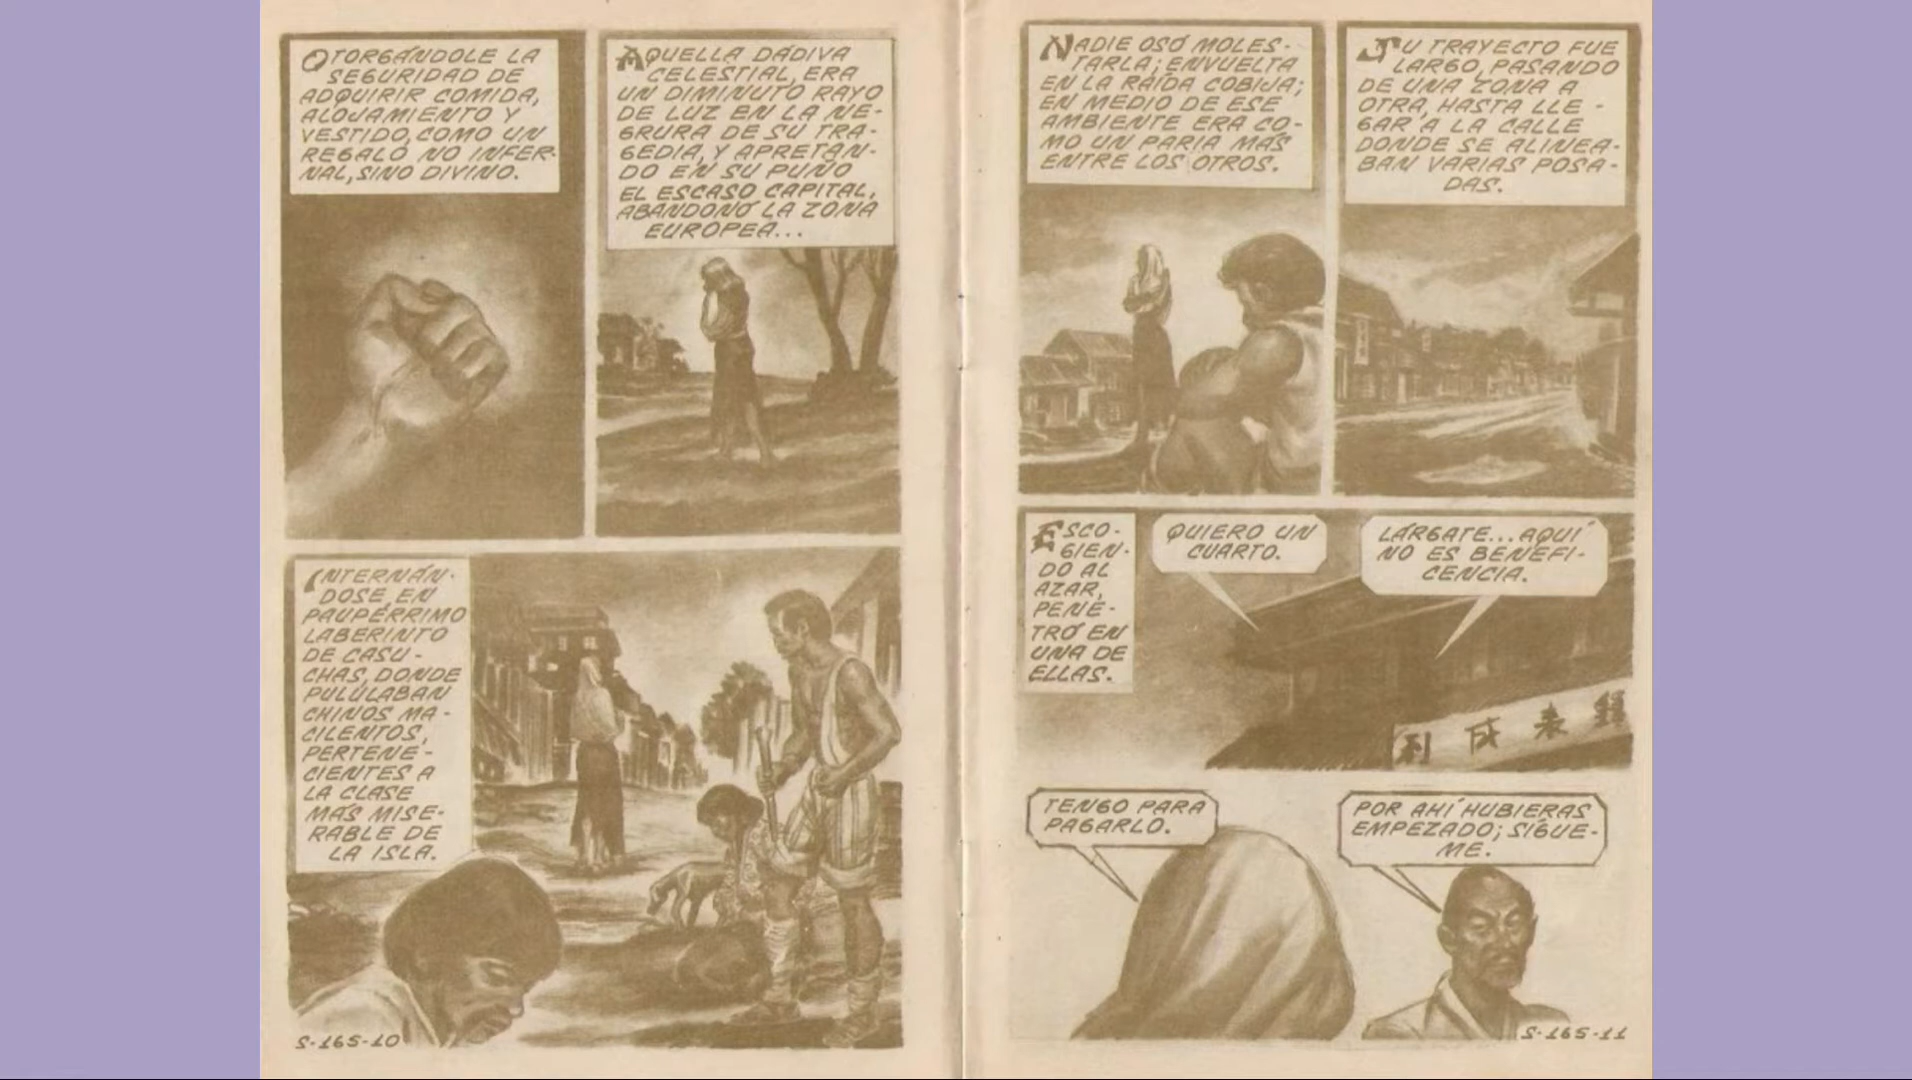 OTORGÁNDOLE LA
SEGURIDAD DE
ADQUIRIR COMIDA,
ALOJAMIENTO Y
VESTIDO, COMO UN
REGALO NO INFER-
NAL, SINO DIVINO.
AQUELLA DÁDIVA
CELESTIAL, ERA
UN DIMINUTO RAYO
DE LUZ EN LA NE-
GRURA DE SU TRA-
GEDIA, Y APRETAN-
DO EN SU PUÑO
EL ESCASO CAPITAL,
ABANDONÓ LA ZONA
EUROPEA...
INTERNÁN-
DOSE EN
PAUPÉRRIMO
LABERINTO
DE CASU-
CHAS, DONDE
PULULABAN
CHINOS MA-
CILENTOS,
PERTENE-
CIENTES A
LA CLASE
MÁS MISE-
RABLE DE
LA ISLA.
S-165-10
NADIE OSÓ MOLES-
TARLA; ENVUELTA
EN LA RAÍDA COBIJA;
EN MEDIO DE ESE
AMBIENTE ERA CO-
MO UN PARIA MÁS
ENTRE LOS OTROS.
SU TRAYECTO FUE
LARGO, PASANDO
DE UNA ZONA A
OTRA, HASTA LLE-
GAR A LA CALLE
DONDE SE ALINEA-
BAN VARIAS POSA-
DAS.
ESCO-
GIEN-
DO AL
AZAR,
PENE-
TRÓ EN
UNA DE
ELLAS.
QUIERO UN
CUARTO.
LÁRGATE... AQUÍ
NO ES BENEFI-
CENCIA.
利 成 表
TENGO PARA
PAGARLO.
POR AHÍ HUBIERAS
EMPEZADO; SÍGUE-
ME.
S-165-11